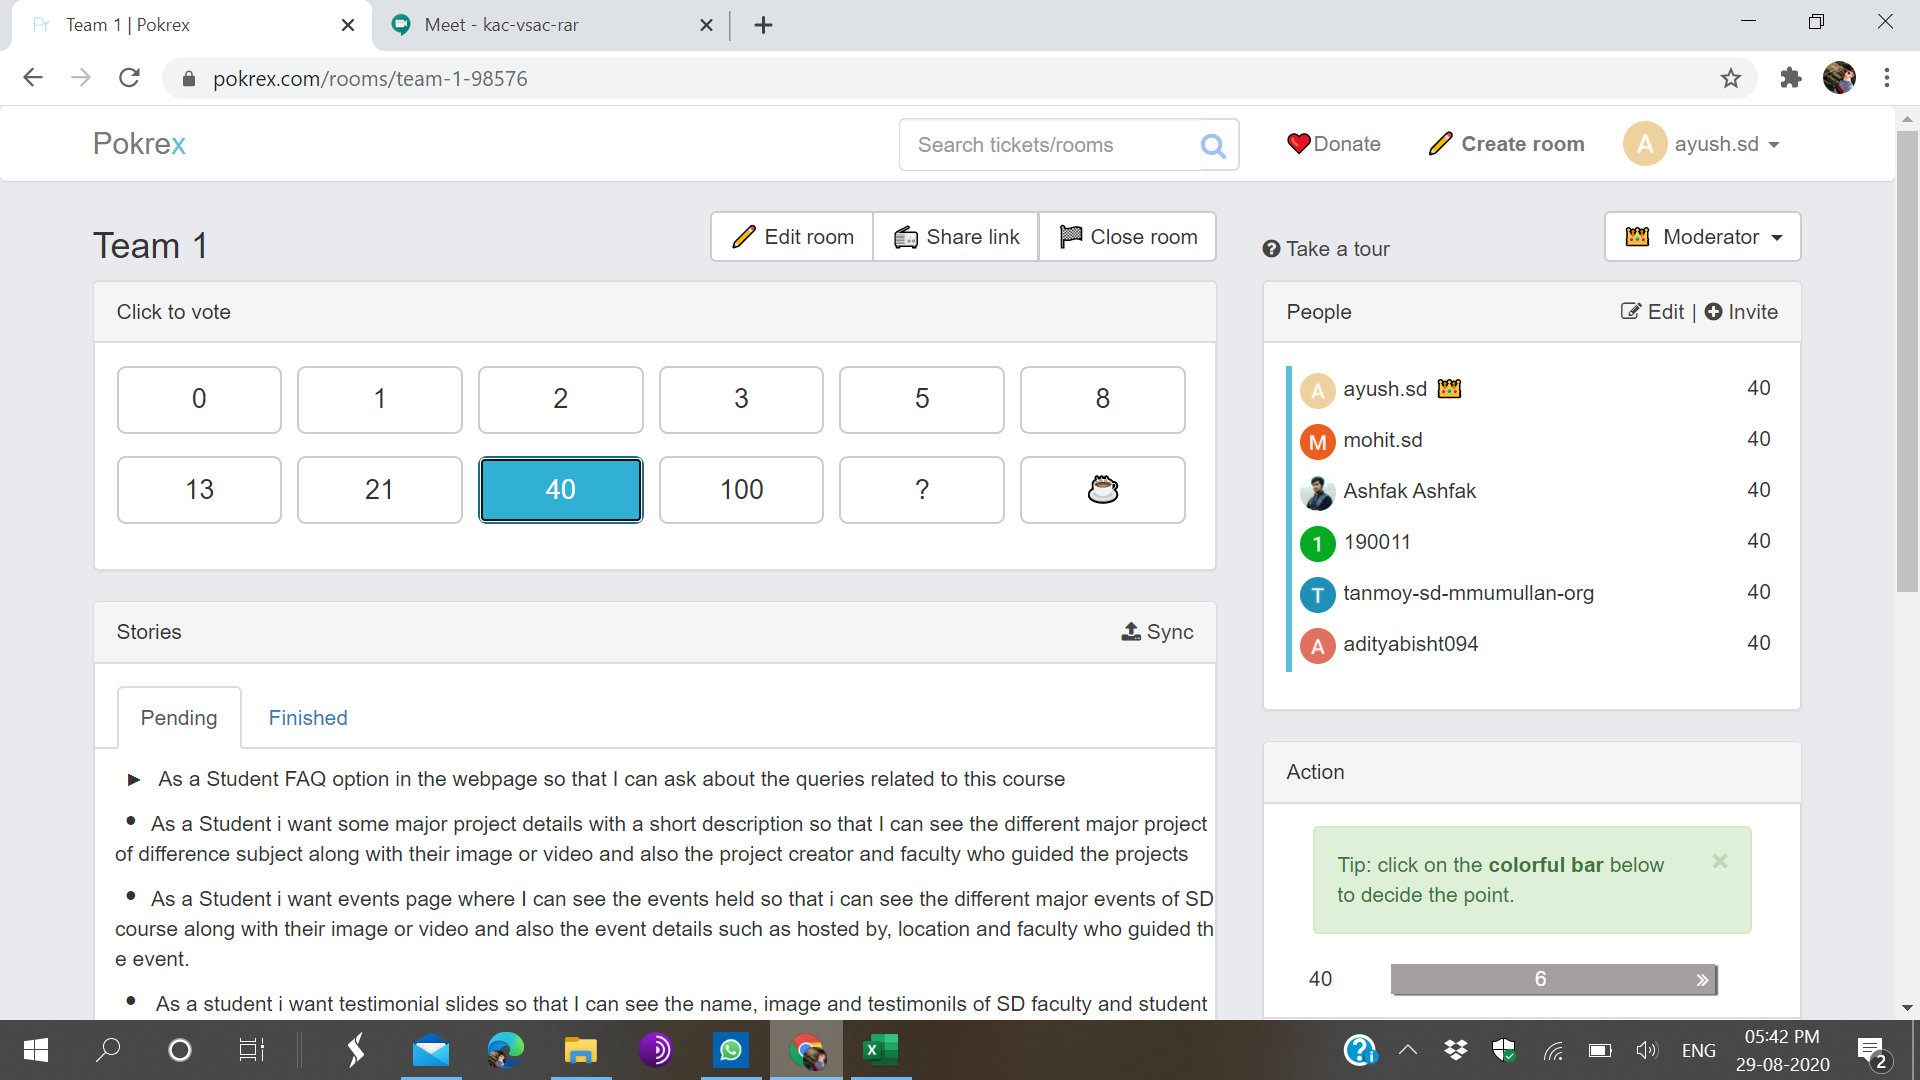 Pr Team 1 | Pokrex
Meet - kac-vsac-rar
pokrex.com/rooms/team-1-98576
Pokrex
Search tickets/rooms
Donate
Create room
A ayush.sd
Team 1
Edit room
Share link
Close room
Take a tour
Moderator
Click to vote
0 1 2 3 5 8
13 21 40 100 ?
People
Edit | Invite
A ayush.sd 40
M mohit.sd 40
Ashfak Ashfak 40
1 190011 40
T tanmoy-sd-mmumullan-org 40
A adityabisht094 40
Stories
Sync
Pending Finished
► As a Student FAQ option in the webpage so that I can ask about the queries related to this course
• As a Student i want some major project details with a short description so that I can see the different major project
of difference subject along with their image or video and also the project creator and faculty who guided the projects
• As a Student i want events page where I can see the events held so that i can see the different major events of SD
course along with their image or video and also the event details such as hosted by, location and faculty who guided th
e event.
• As a student i want testimonial slides so that I can see the name, image and testimonils of SD faculty and student
Action
Tip: click on the colorful bar below
to decide the point.
×
40 6 »
ENG
05:42 PM
29-08-2020
2